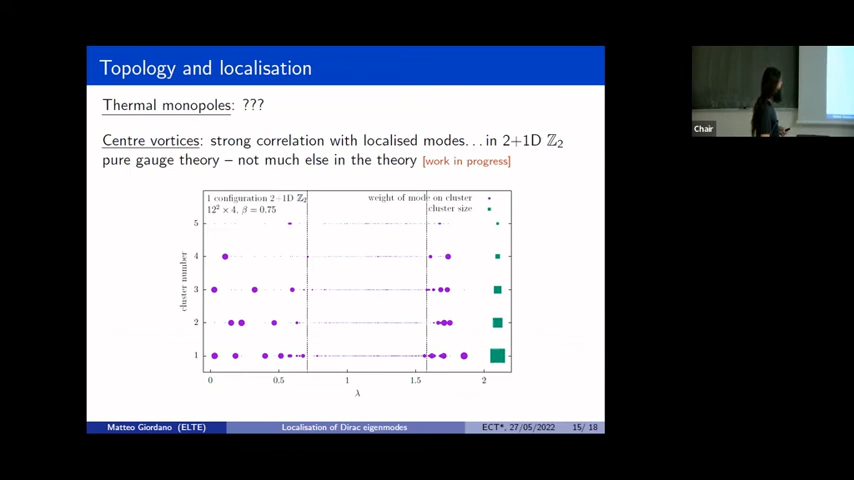 Topology and localisation
Thermal monopoles: ???
Centre vortices: strong correlation with localised modes... in 2+1D ℤ₂
pure gauge theory – not much else in the theory [work in progress]
1 configuration 2+1D ℤ₂
12² × 4, β = 0.75
weight of mode on cluster
cluster size
cluster number
5
4
3
2
1
0
0.5
1
1.5
2
λ
Chair
Matteo Giordano (ELTE)
Localisation of Dirac eigenmodes
ECT*, 27/05/2022
15/ 18